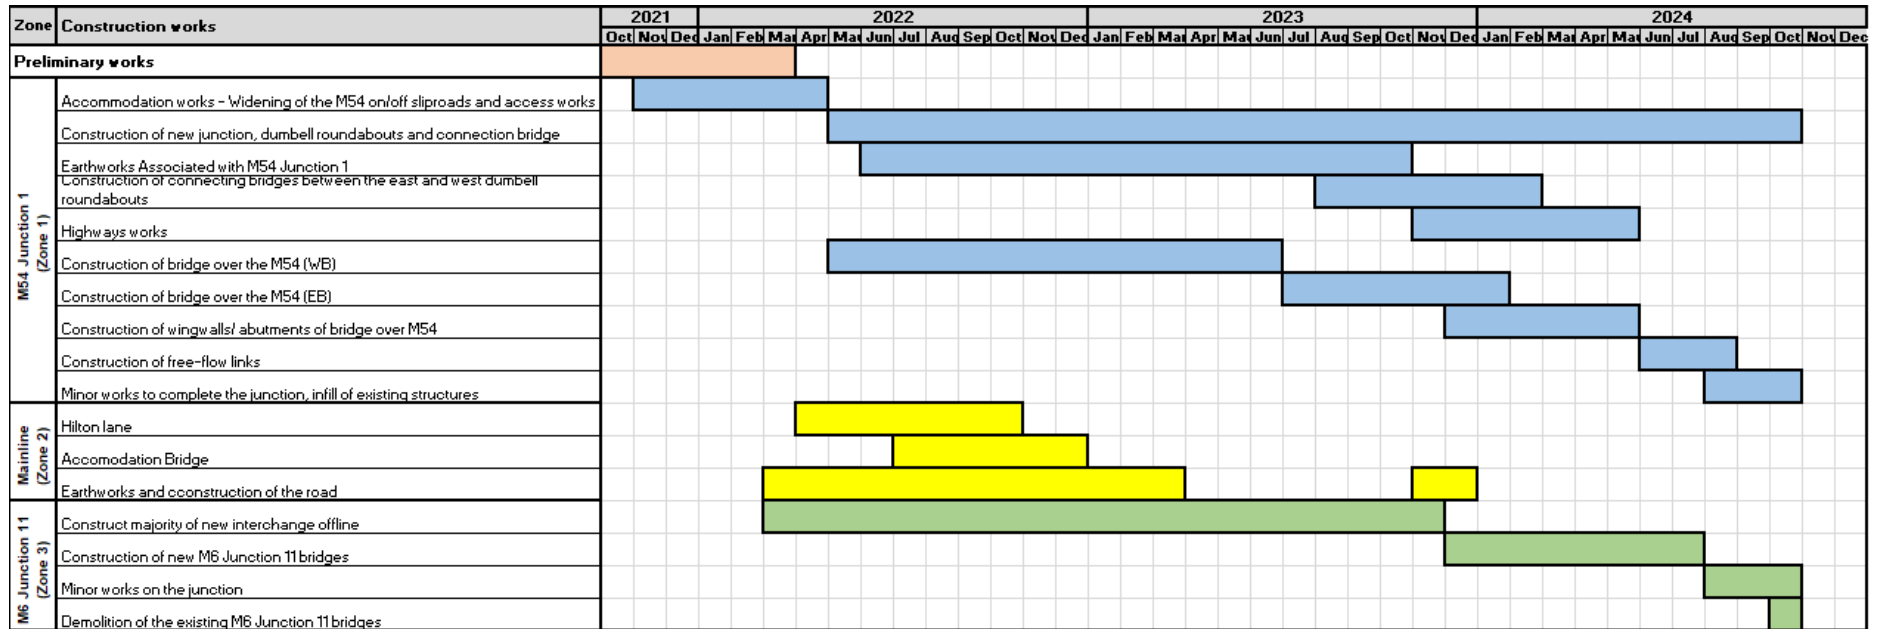 Zone Construction works 2021 2022 2023 2024
Oct Nov Dec Jan Feb Mar Apr May Jun Jul Aug Sep Oct Nov Dec Jan Feb Mar Apr May Jun Jul Aug Sep Oct Nov Dec Jan Feb Mar Apr May Jun Jul Aug Sep Oct Nov Dec
Preliminary works
M54 Junction 1
(Zone 1)
Accommodation works - Widening of the M54 on/off sliproads and access works
Construction of new junction, dumbell roundabouts and connection bridge
Earthworks Associated with M54 Junction 1
Construction of connecting bridges between the east and west dumbell
roundabouts
Highways works
Construction of bridge over the M54 (WB)
Construction of bridge over the M54 (EB)
Construction of wingwalls/ abutments of bridge over M54
Construction of free-flow links
Minor works to complete the junction, infill of existing structures
Mainline
(Zone 2)
Hilton lane
Accomodation Bridge
Earthworks and cconstruction of the road
M6 Junction 11
(Zone 3)
Construct majority of new interchange offline
Construction of new M6 Junction 11 bridges
Minor works on the junction
Demolition of the existing M6 Junction 11 bridges